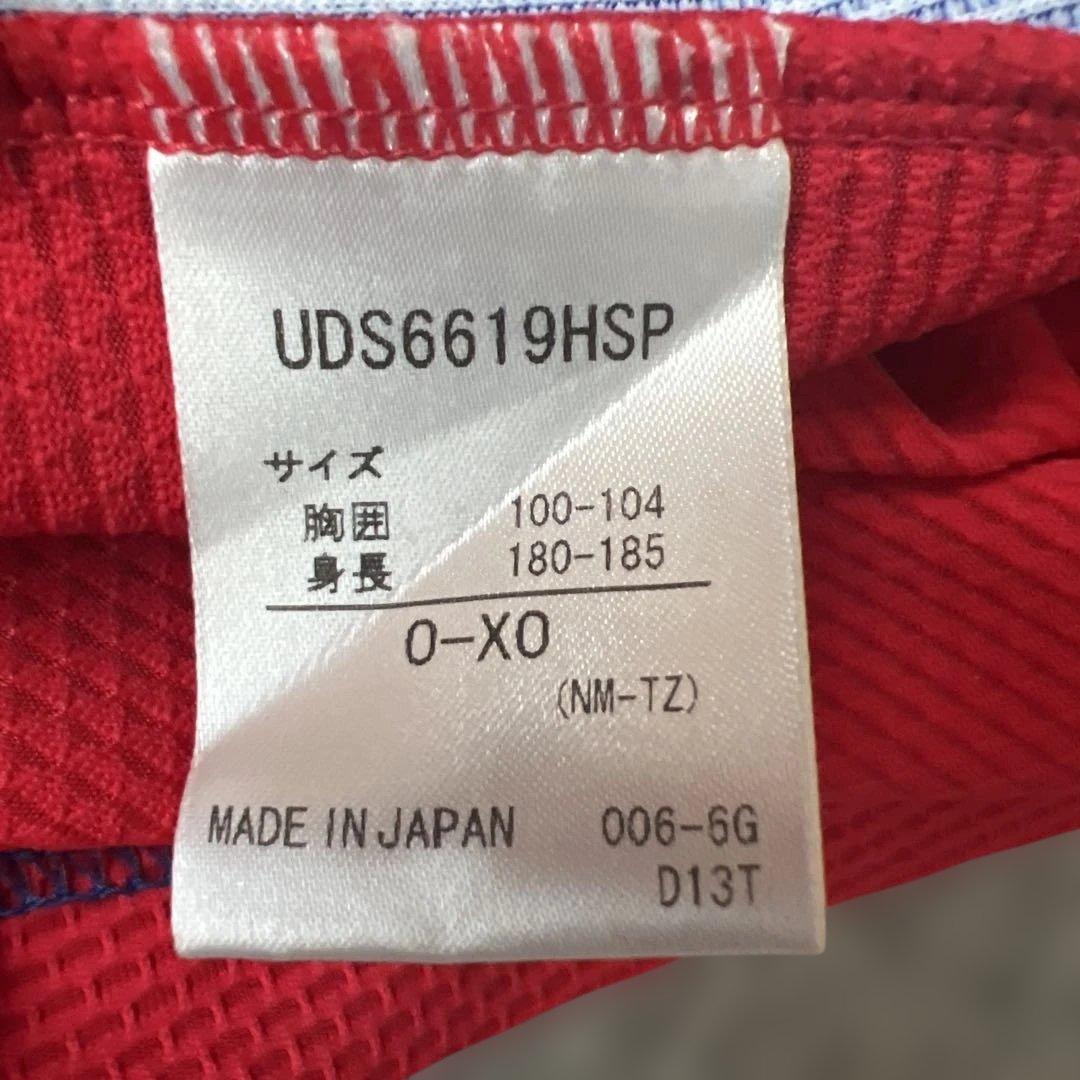 UDS6619HSP
サイズ
胸囲 100-104
身長 180-185
O-XO
(NM-TZ)
MADE IN JAPAN 006-6G
D13T